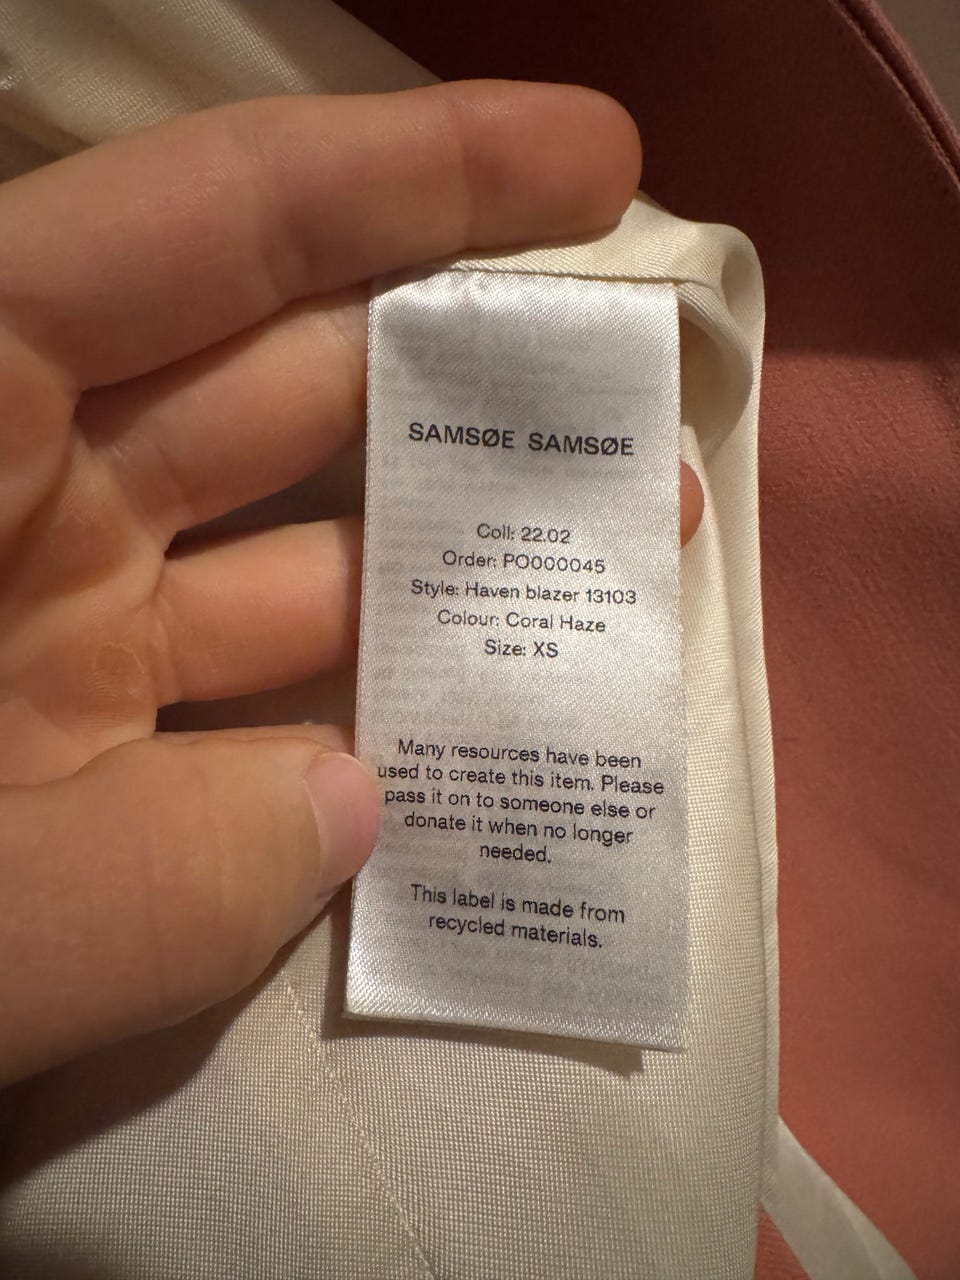 SAMSØE SAMSØE
Coll: 22.02
Order: PO000045
Style: Haven blazer 13103
Colour: Coral Haze
Size: XS
Many resources have been
used to create this item. Please
pass it on to someone else or
donate it when no longer
needed.
This label is made from
recycled materials.